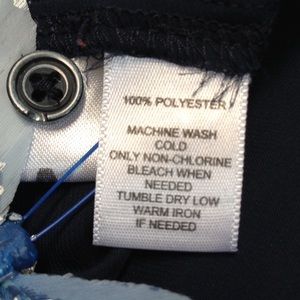 100% POLYESTER
MACHINE WASH
COLD
ONLY NON-CHLORINE
BLEACH WHEN
NEEDED
TUMBLE DRY LOW
WARM IRON
IF NEEDED